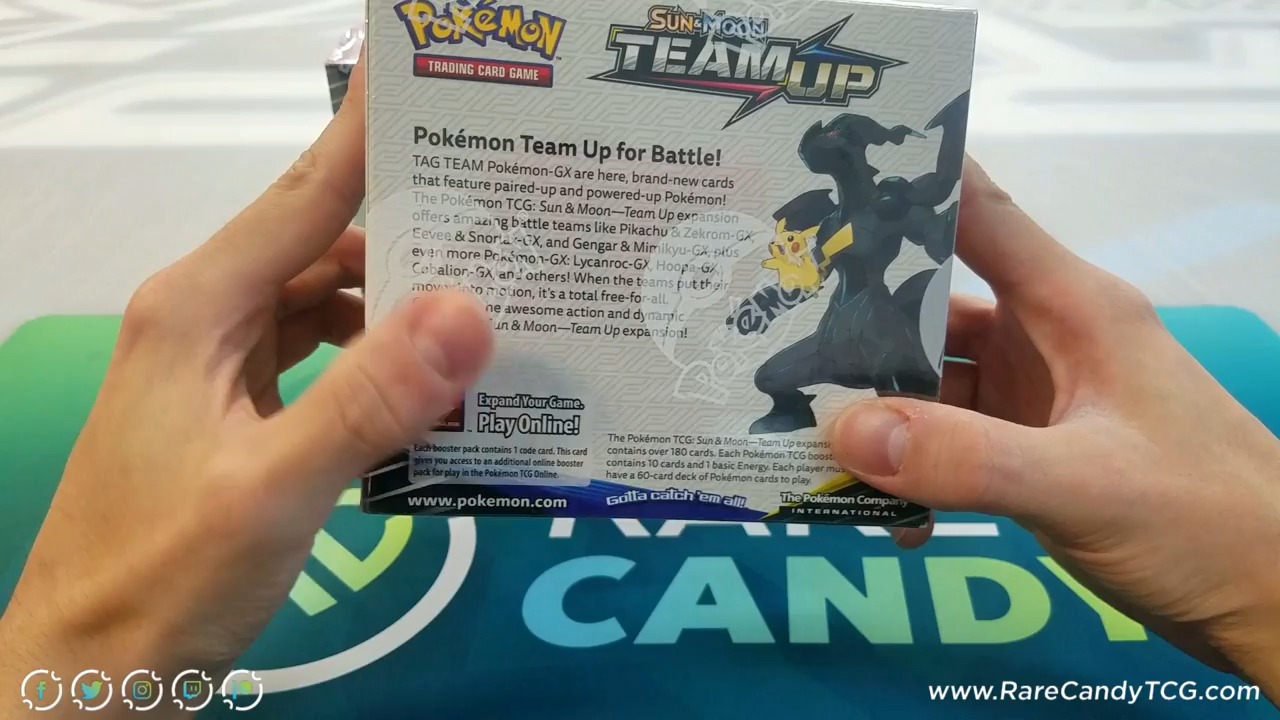 Pokémon
TRADING CARD GAME
SUN & MOON
TEAM UP
Pokémon Team Up for Battle!
TAG TEAM Pokémon-GX are here, brand-new cards
that feature paired-up and powered-up Pokémon!
The Pokémon TCG: Sun & Moon—Team Up expansion
offers amazing battle teams like Pikachu & Zekrom-GX,
Eevee & Snorlax-GX, and Gengar & Mimikyu-GX, plus
even more Pokémon-GX: Lycanroc-GX, Hoopa-GX,
Cobalion-GX, and others! When the teams put their
moves into motion, it's a total free-for-all.
awesome action and dynamic
Sun & Moon—Team Up expansion!
Expand Your Game.
Play Online!
Each booster pack contains 1 code card. This card
gives you access to an additional online booster
pack for play in the Pokémon TCG Online.
The Pokémon TCG: Sun & Moon—Team Up
contains over 180 cards. Each Pokémon TCG
contains 10 cards and 1 basic Energy. Each player
have a 60-card deck of Pokémon cards to play.
www.pokemon.com
Gotta catch 'em all!
The Pokémon Company
INTERNATIONAL
RARE
CANDY
www.RareCandyTCG.com